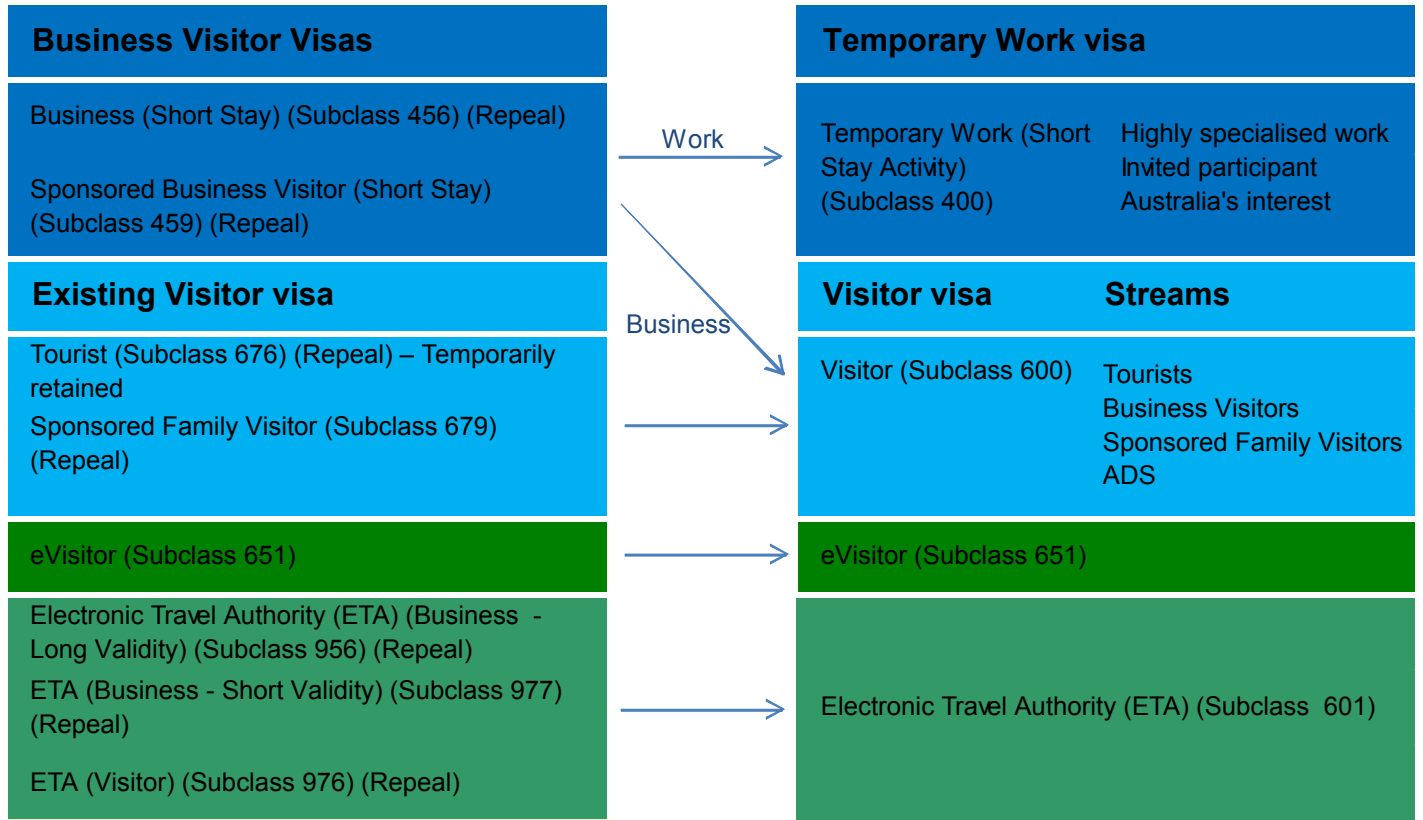 Business Visitor Visas
Business (Short Stay) (Subclass 456) (Repeal)
Sponsored Business Visitor (Short Stay)
(Subclass 459) (Repeal)
Existing Visitor visa
Tourist (Subclass 676) (Repeal) – Temporarily
retained
Sponsored Family Visitor (Subclass 679)
(Repeal)
eVisitor (Subclass 651)
Electronic Travel Authority (ETA) (Business -
Long Validity) (Subclass 956) (Repeal)
ETA (Business - Short Validity) (Subclass 977)
(Repeal)
ETA (Visitor) (Subclass 976) (Repeal)
Work
Business
Temporary Work visa
Temporary Work (Short
Stay Activity)
(Subclass 400)
Highly specialised work
Invited participant
Australia's interest
Visitor visa
Streams
Visitor (Subclass 600)
Tourists
Business Visitors
Sponsored Family Visitors
ADS
eVisitor (Subclass 651)
Electronic Travel Authority (ETA) (Subclass 601)